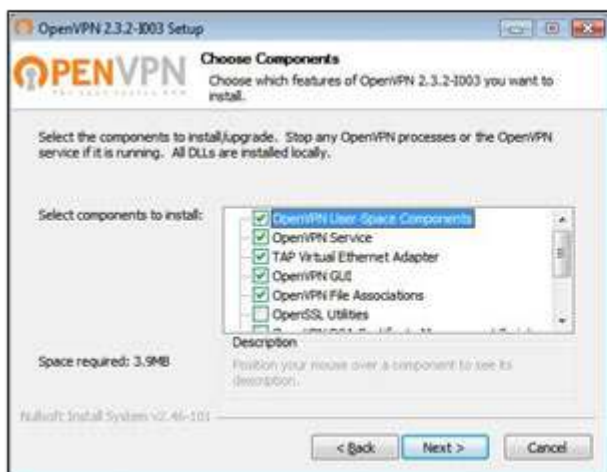 OpenVPN 2.3.2-I003 Setup
OPENVPN
Choose Components
Choose which features of OpenVPN 2.3.2-I003 you want to
install.
Select the components to install/upgrade. Stop any OpenVPN processes or the OpenVPN
service if it is running. All DLLs are installed locally.
Select components to install:
OpenVPN User-Space Components
OpenVPN Service
TAP Virtual Ethernet Adapter
OpenVPN GUI
OpenVPN File Associations
OpenSSL Utilities
Description
Space required: 3.9MB
Position your mouse over a component to see its
description.
Nullsoft Install System v2.46-101
< Back
Next >
Cancel